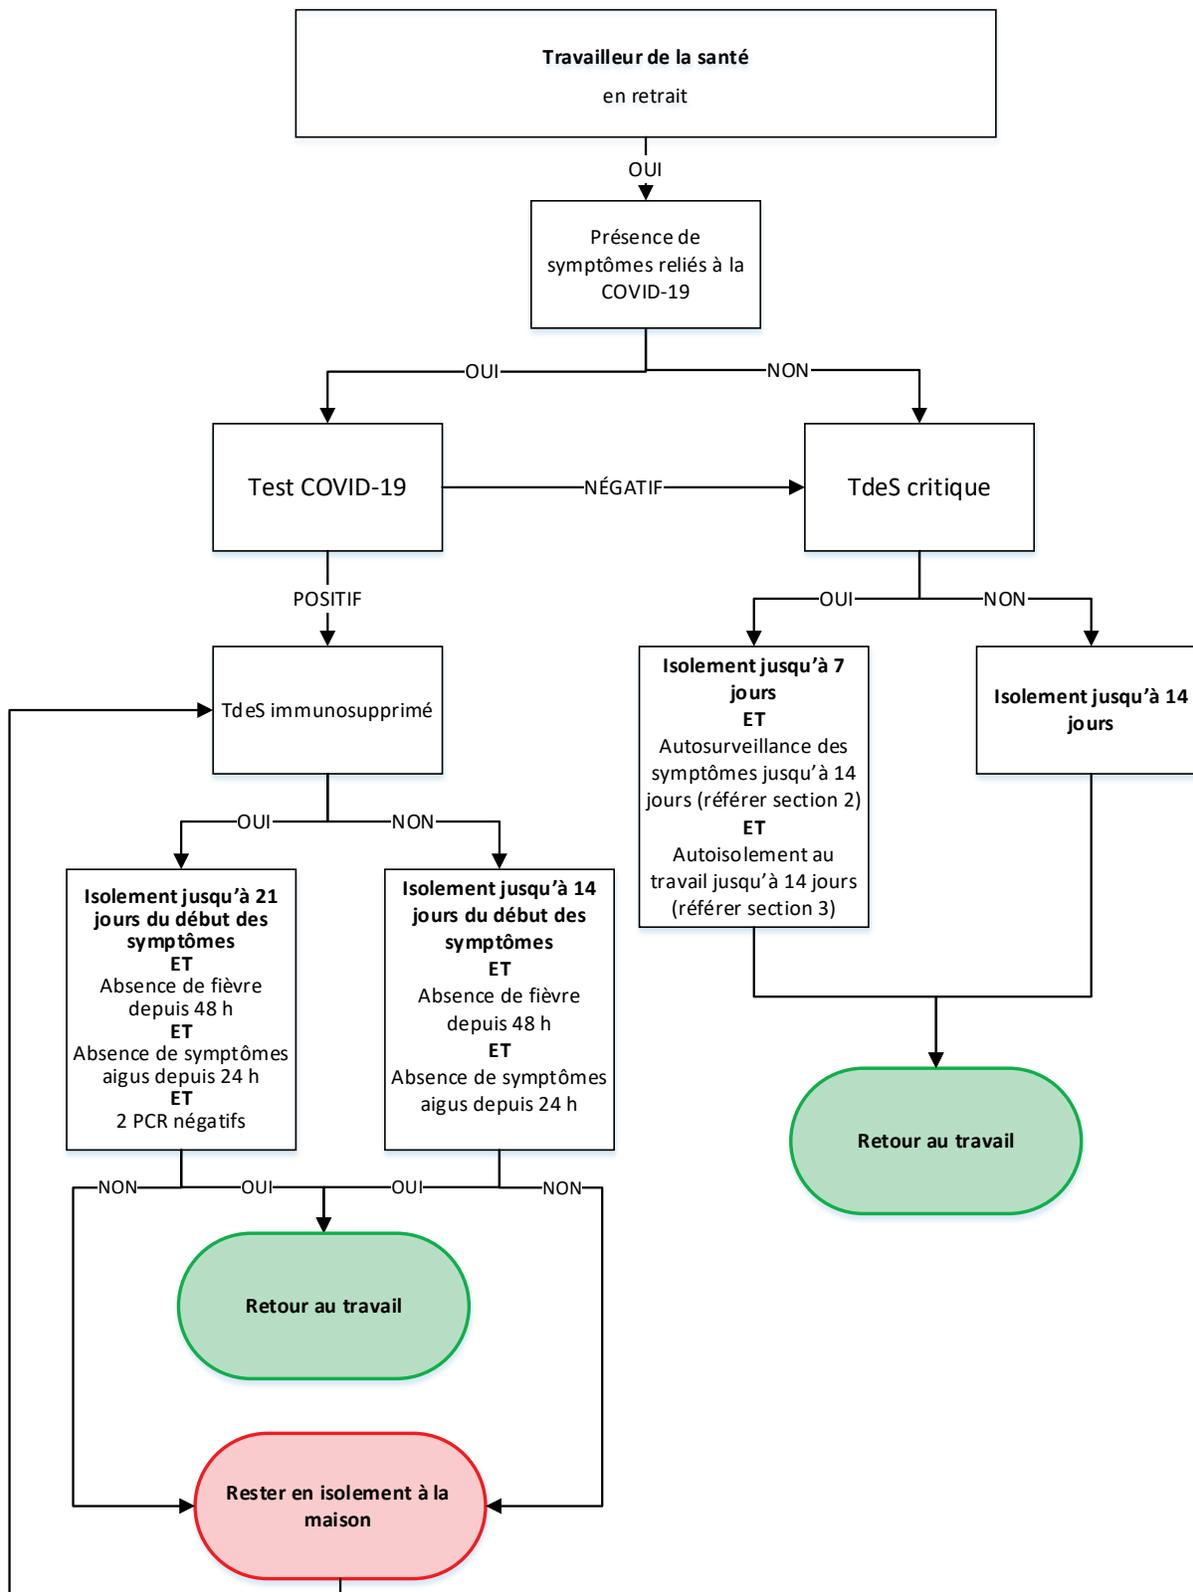 Travailleur de la santé
en retrait
OUI
Présence de
symptômes reliés à la
COVID-19
OUI
NON
Test COVID-19
NÉGATIF
TdeS critique
POSITIF
OUI
NON
TdeS immunosupprimé
Isolement jusqu'à 7
jours
ET
Autosurveillance des
symptômes jusqu'à 14
jours (référer section 2)
ET
Autoisolement au
travail jusqu'à 14 jours
(référer section 3)
Isolement jusqu'à 14
jours
OUI
NON
Isolement jusqu'à 21
jours du début des
symptômes
ET
Absence de fièvre
depuis 48 h
ET
Absence de symptômes
aigus depuis 24 h
ET
2 PCR négatifs
Isolement jusqu'à 14
jours du début des
symptômes
ET
Absence de fièvre
depuis 48 h
ET
Absence de symptômes
aigus depuis 24 h
Retour au travail
NON
OUI
OUI
NON
Retour au travail
Rester en isolement à la
maison